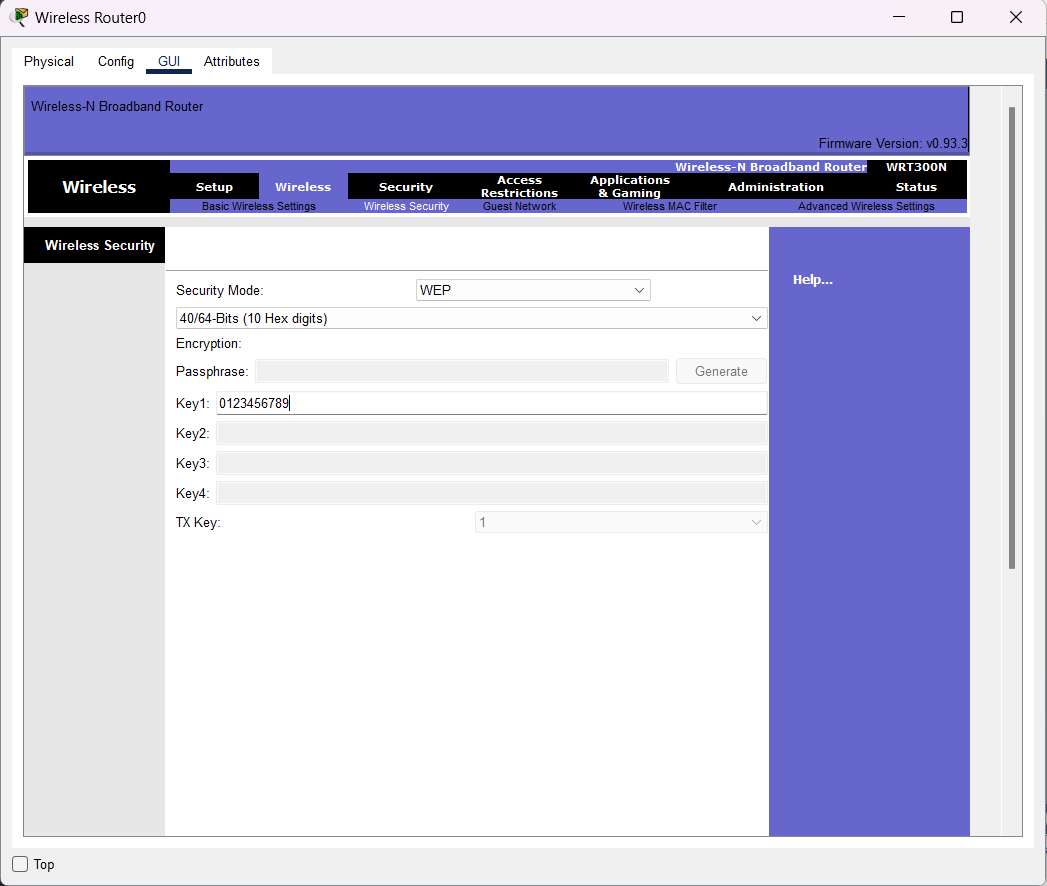 Wireless Router0
Physical Config GUI Attributes
Wireless-N Broadband Router
Firmware Version: v0.93.3
Wireless-N Broadband Router WRT300N
Wireless Setup Wireless Security Access Restrictions Applications & Gaming Administration Status
Basic Wireless Settings Wireless Security Guest Network Wireless MAC Filter Advanced Wireless Settings
Wireless Security
Help...
Security Mode: WEP
40/64-Bits (10 Hex digits)
Encryption:
Passphrase: Generate
Key1: 0123456789
Key2:
Key3:
Key4:
TX Key: 1
Top